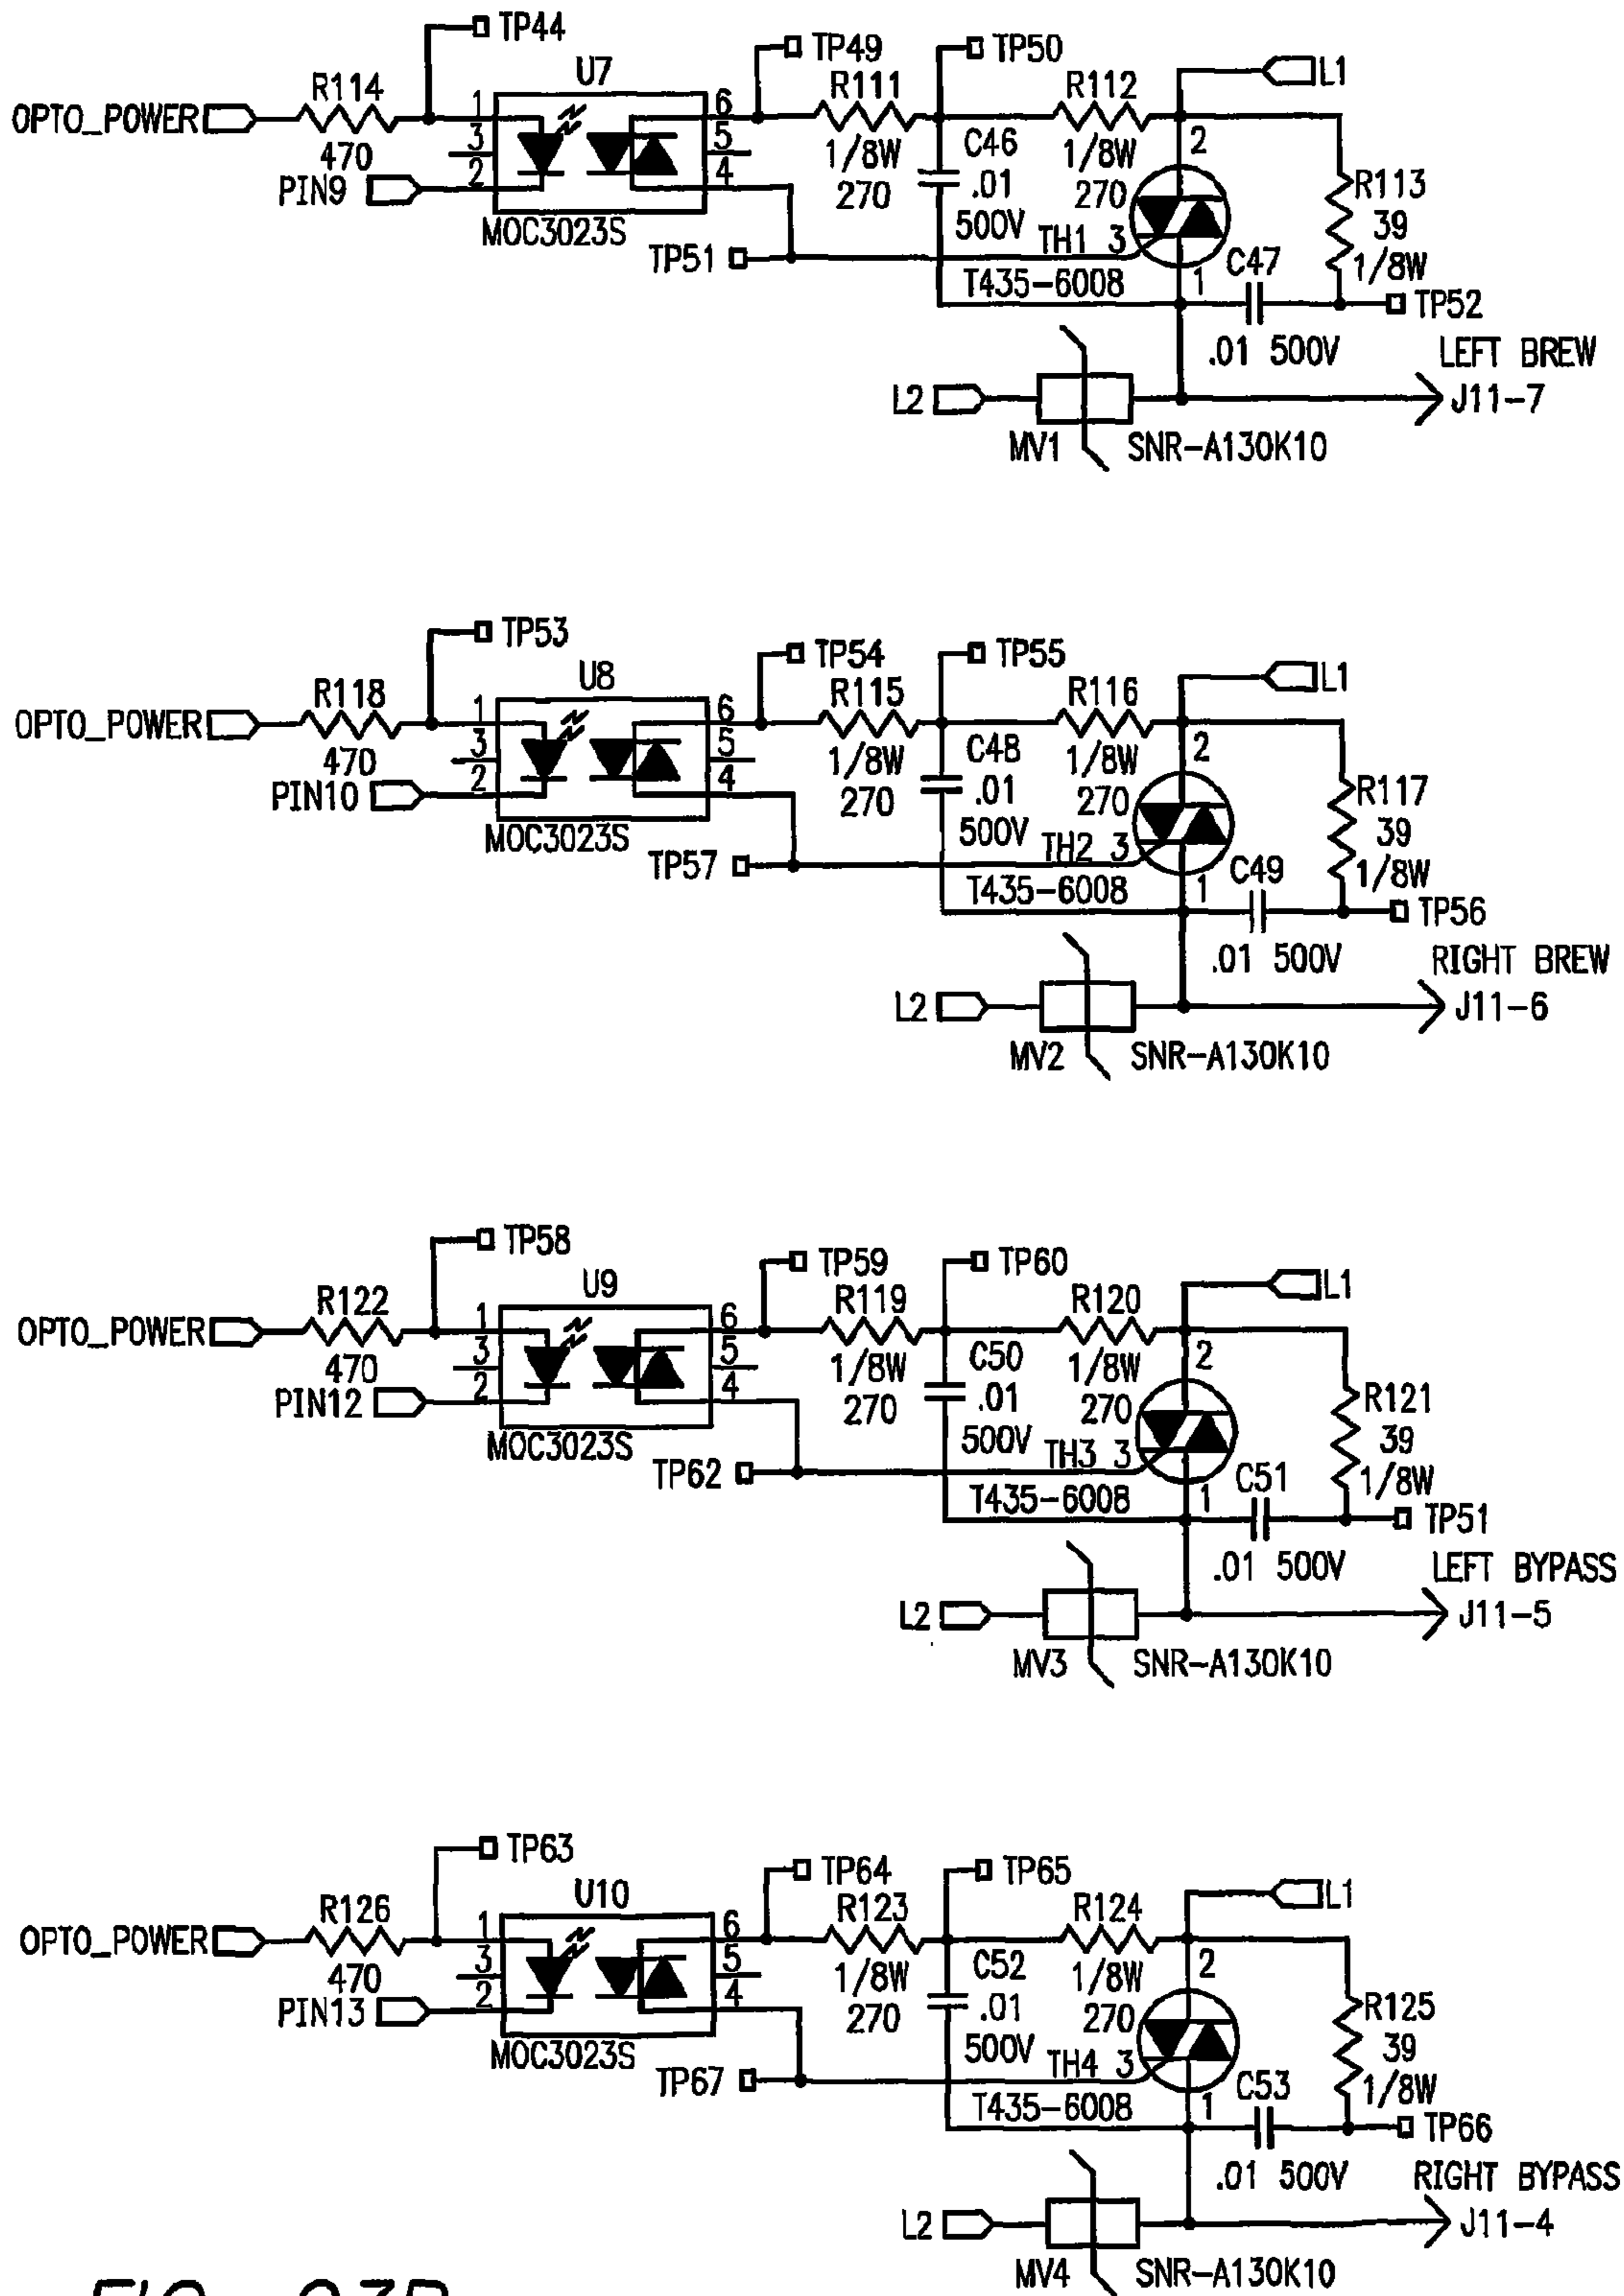 TP44
TP49
TP50
L1
OPTO_POWER
R114
470
U7
1
3
2
6
5
4
R111
1/8W
270
C46
.01
500V
R112
1/8W
270
2
R113
39
1/8W
PIN9
MOC3023S
TP51
TH1 3
T435-6008
1
C47
.01 500V
TP52
LEFT BREW
J11-7
L2
MV1
SNR-A130K10
TP53
TP54
TP55
L1
OPTO_POWER
R118
470
U8
1
3
2
6
5
4
R115
1/8W
270
C48
.01
500V
R116
1/8W
270
2
R117
39
1/8W
PIN10
MOC3023S
TP57
TH2 3
T435-6008
1
C49
.01 500V
TP56
RIGHT BREW
J11-6
L2
MV2
SNR-A130K10
TP58
TP59
TP60
L1
OPTO_POWER
R122
470
U9
1
3
2
6
5
4
R119
1/8W
270
C50
.01
500V
R120
1/8W
270
2
R121
39
1/8W
PIN12
MOC3023S
TP62
TH3 3
T435-6008
1
C51
.01 500V
TP51
LEFT BYPASS
J11-5
L2
MV3
SNR-A130K10
TP63
TP64
TP65
L1
OPTO_POWER
R126
470
U10
1
3
2
6
5
4
R123
1/8W
270
C52
.01
500V
R124
1/8W
270
2
R125
39
1/8W
PIN13
MOC3023S
TP67
TH4 3
T435-6008
1
C53
.01 500V
TP66
RIGHT BYPASS
J11-4
L2
MV4
SNR-A130K10